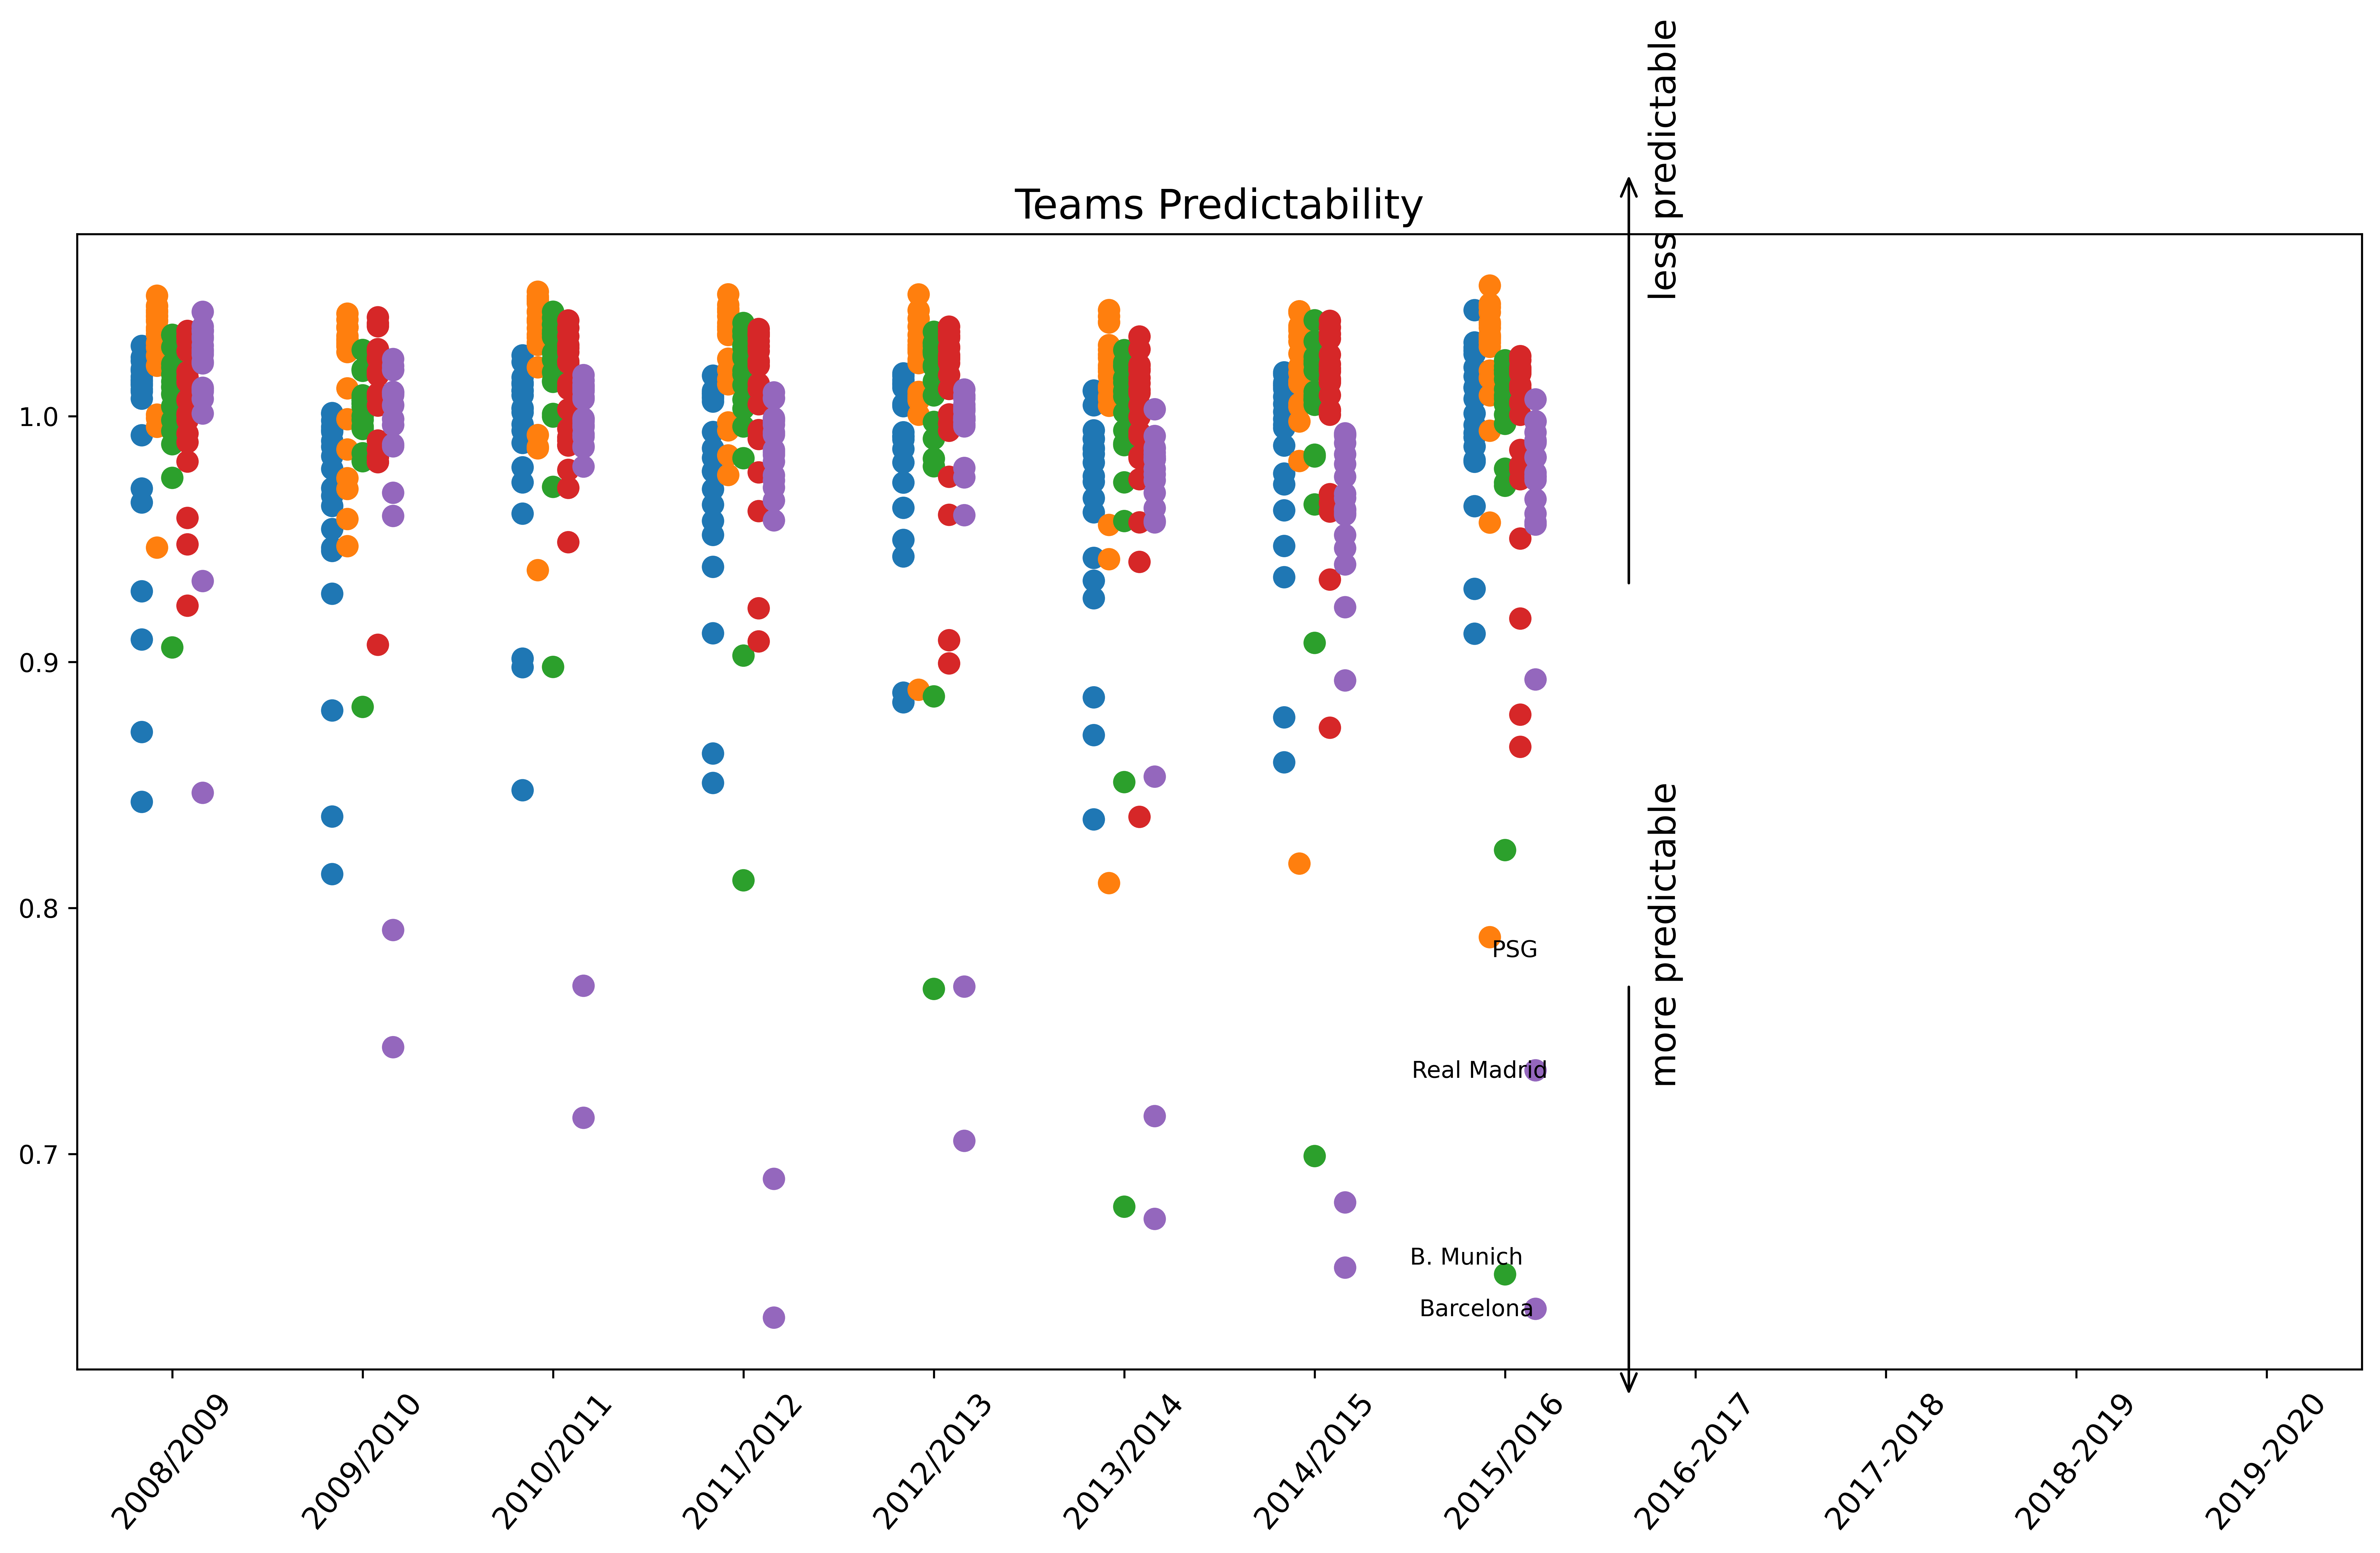 less predictable
Teams Predictability
1.0
0.9
0.8
0.7
more predictable
PSG
Real Madrid
B. Munich
Barcelona
2008/2009
2009/2010
2010/2011
2011/2012
2012/2013
2013/2014
2014/2015
2015/2016
2016-2017
2017-2018
2018-2019
2019-2020